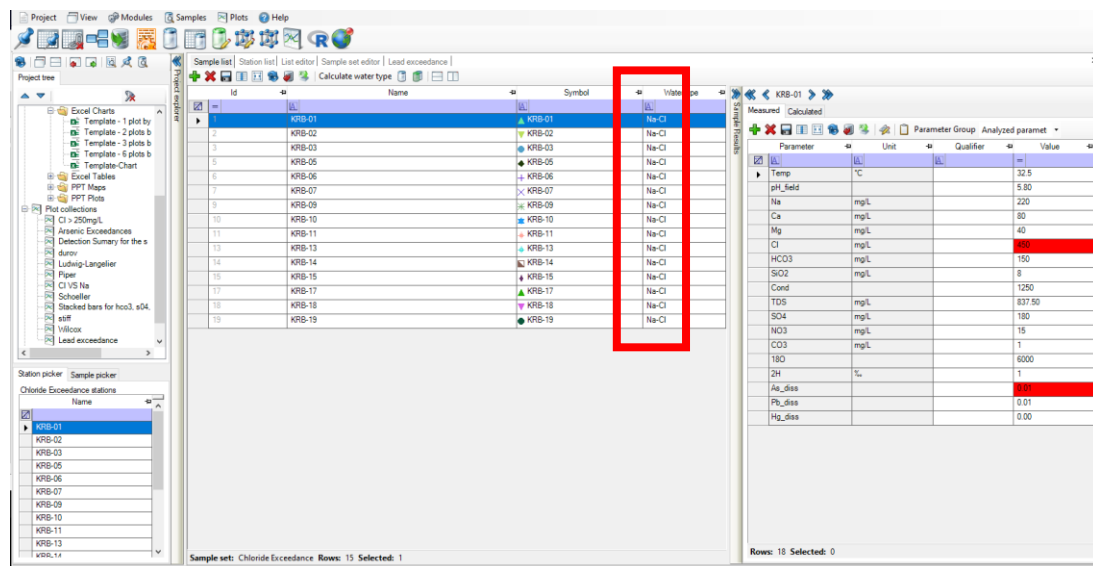 Project View Modules Samples Plots Help
Sample list Station list List editor Sample set editor Lead exceedance
Calculate water type
Project tree
Project explorer
Excel Charts
Template - 1 plot by
Template - 2 plots b
Template - 3 plots b
Template - 6 plots b
Template-Chart
Excel Tables
PPT Maps
PPT Plots
Plot collections
Cl > 250mg/L
Arsenic Exceedances
Detection Sumary for the s
durov
Ludwig-Langelier
Piper
Cl VS Na
Schoeller
Stacked bars for hco3, s04.
stiff
Wilcox
Lead exceedance
Station picker Sample picker
Chloride Exceedance stations
Name
KRB-01
KRB-02
KRB-03
KRB-05
KRB-06
KRB-07
KRB-09
KRB-10
KRB-11
KRB-13
KRB-14
Id Name Symbol
=
1 KRB-01 KRB-01 Na-Cl
2 KRB-02 KRB-02 Na-Cl
3 KRB-03 KRB-03 Na-Cl
5 KRB-05 KRB-05 Na-Cl
6 KRB-06 KRB-06 Na-Cl
7 KRB-07 KRB-07 Na-Cl
9 KRB-09 KRB-09 Na-Cl
10 KRB-10 KRB-10 Na-Cl
11 KRB-11 KRB-11 Na-Cl
13 KRB-13 KRB-13 Na-Cl
14 KRB-14 KRB-14 Na-Cl
15 KRB-15 KRB-15 Na-Cl
17 KRB-17 KRB-17 Na-Cl
18 KRB-18 KRB-18 Na-Cl
19 KRB-19 KRB-19 Na-Cl
Sample set: Chloride Exceedance Rows: 15 Selected: 1
Sample Results
KRB-01
Measured Calculated
Parameter Group Analyzed paramet
Parameter Unit Qualifier Value
=
Temp °C 32.5
pH_field 5.80
Na mg/L 220
Ca mg/L 80
Mg mg/L 40
Cl mg/L 450
HCO3 mg/L 150
SiO2 mg/L 8
Cond 1250
TDS mg/L 837.50
SO4 mg/L 180
NO3 mg/L 15
CO3 mg/L 1
18O 6000
2H ‰ 1
As_diss 0.01
Pb_diss 0.01
Hg_diss 0.00
Rows: 18 Selected: 0